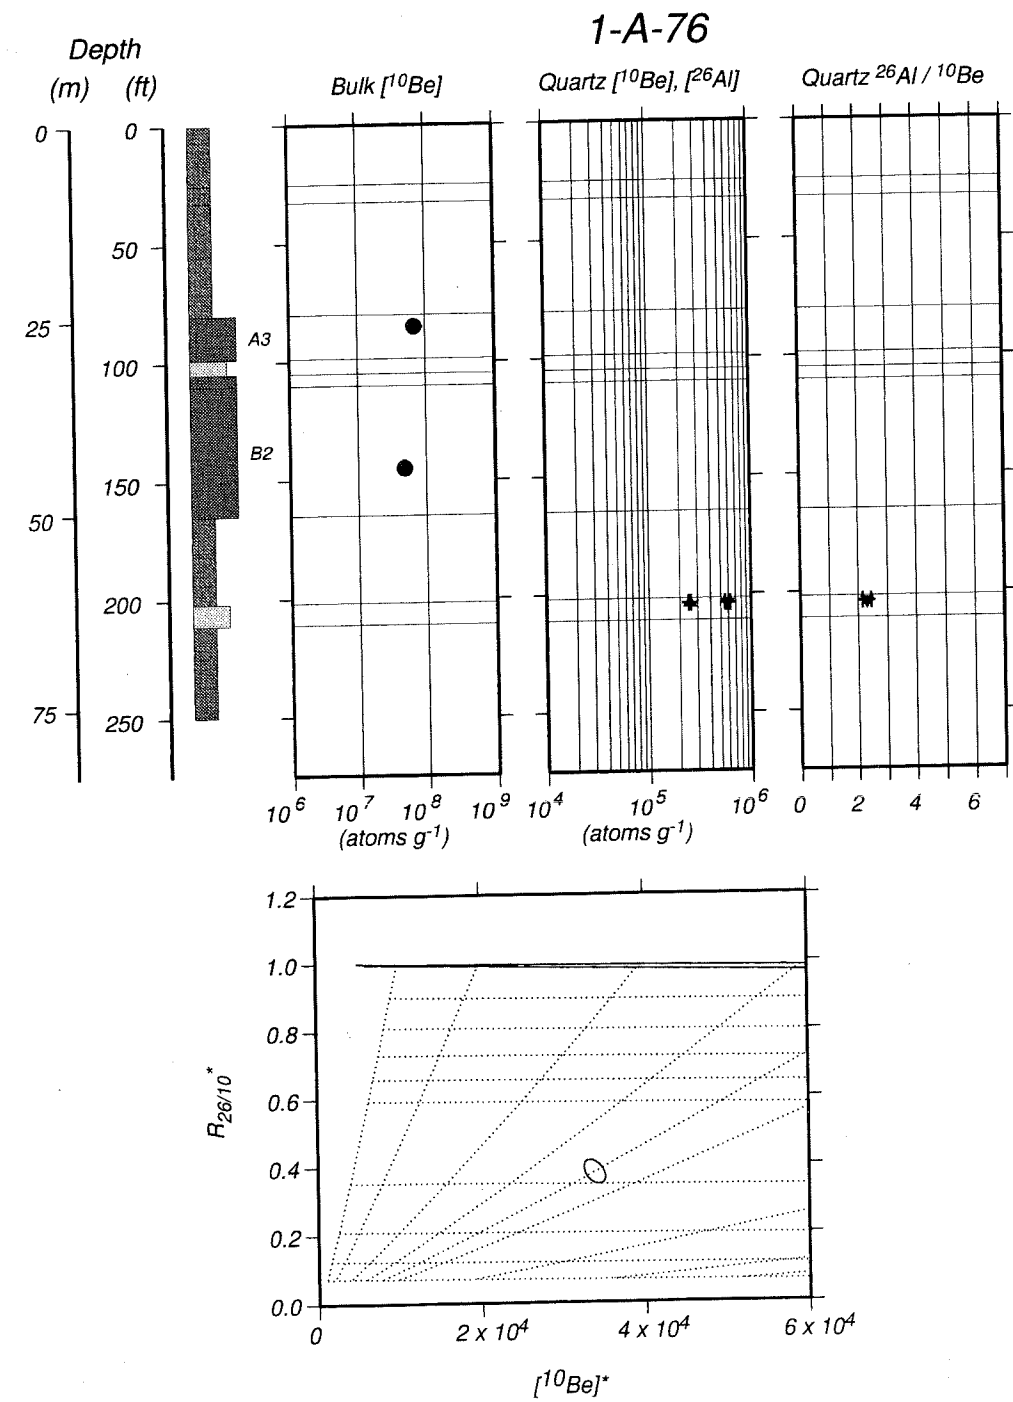 1-A-76
Depth
(m) (ft)
Bulk [10Be]
Quartz [10Be], [26Al]
Quartz 26Al / 10Be
0 0
50
25
A3
100
B2
150
50
200
75
250
10^6 10^7 10^8 10^9
(atoms g-1)
10^4 10^5 10^6
(atoms g-1)
0 2 4 6
1.2
1.0
0.8
0.6
0.4
0.2
0.0
R26/10*
0 2 x 10^4 4 x 10^4 6 x 10^4
[10Be]*